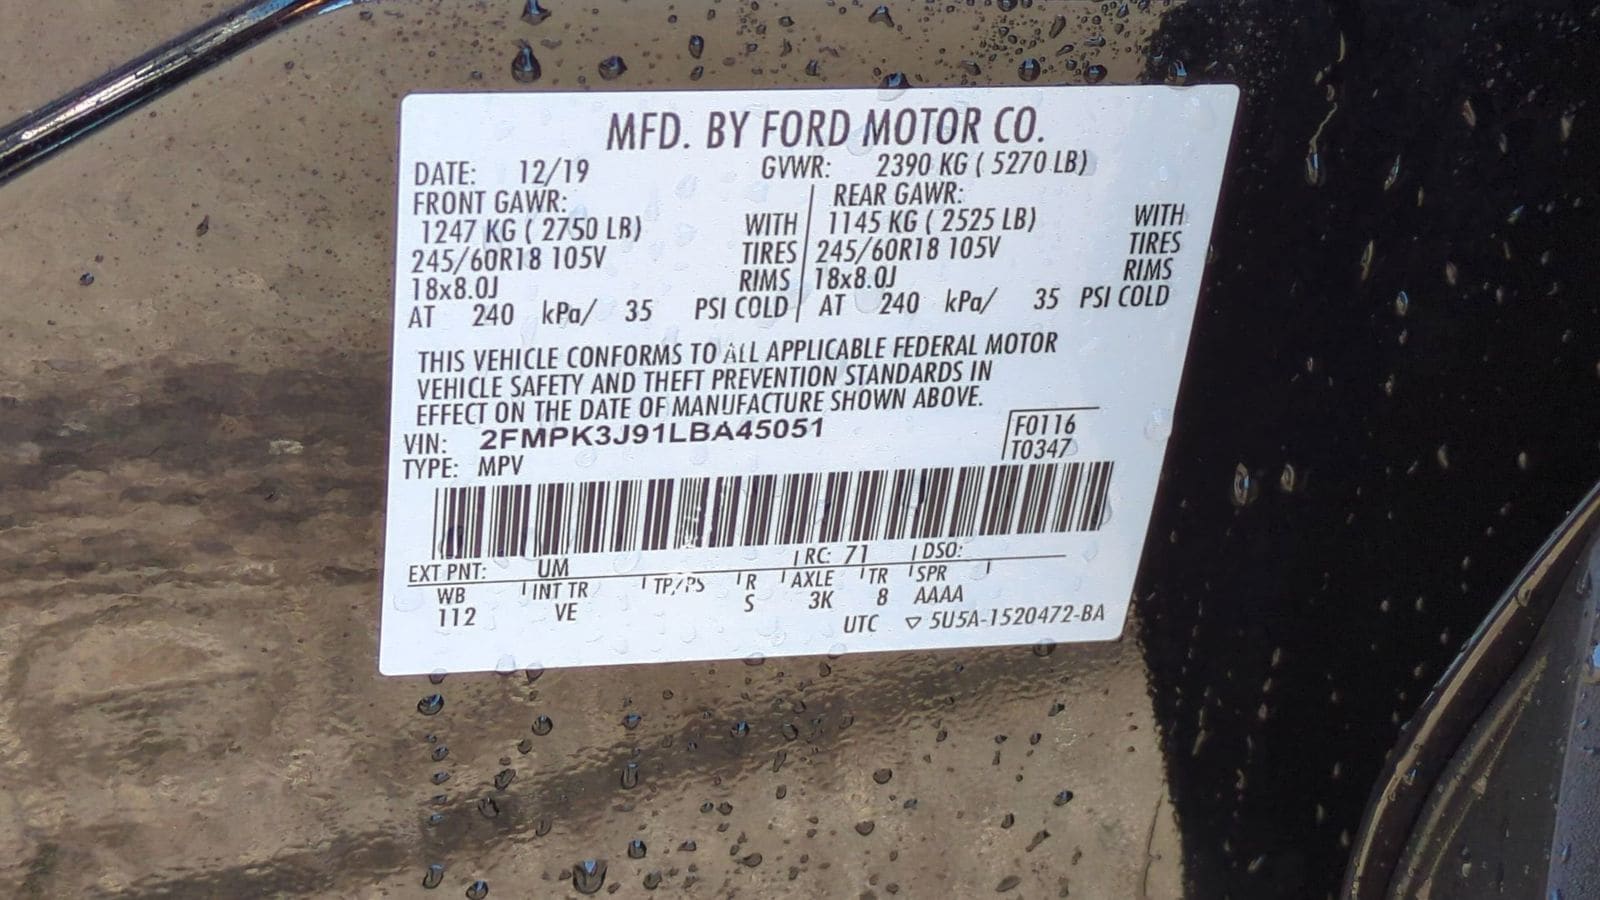 MFD. BY FORD MOTOR CO.
DATE: 12/19 GVWR: 2390 KG ( 5270 LB)
FRONT GAWR: REAR GAWR:
1247 KG ( 2750 LB) WITH 1145 KG ( 2525 LB) WITH
245/60R18 105V TIRES 245/60R18 105V TIRES
18x8.0J RIMS 18x8.0J RIMS
AT 240 kPa/ 35 PSI COLD AT 240 kPa/ 35 PSI COLD
THIS VEHICLE CONFORMS TO ALL APPLICABLE FEDERAL MOTOR
VEHICLE SAFETY AND THEFT PREVENTION STANDARDS IN
EFFECT ON THE DATE OF MANUFACTURE SHOWN ABOVE.
VIN: 2FMPK3J91LBA45051 F0116
TYPE: MPV T0347
EXT PNT: UM RC: 71 DSO:
WB INT TR TP/PS R AXLE TR SPR
112 VE S 3K 8 AAAA
UTC ▽ 5U5A-1520472-BA